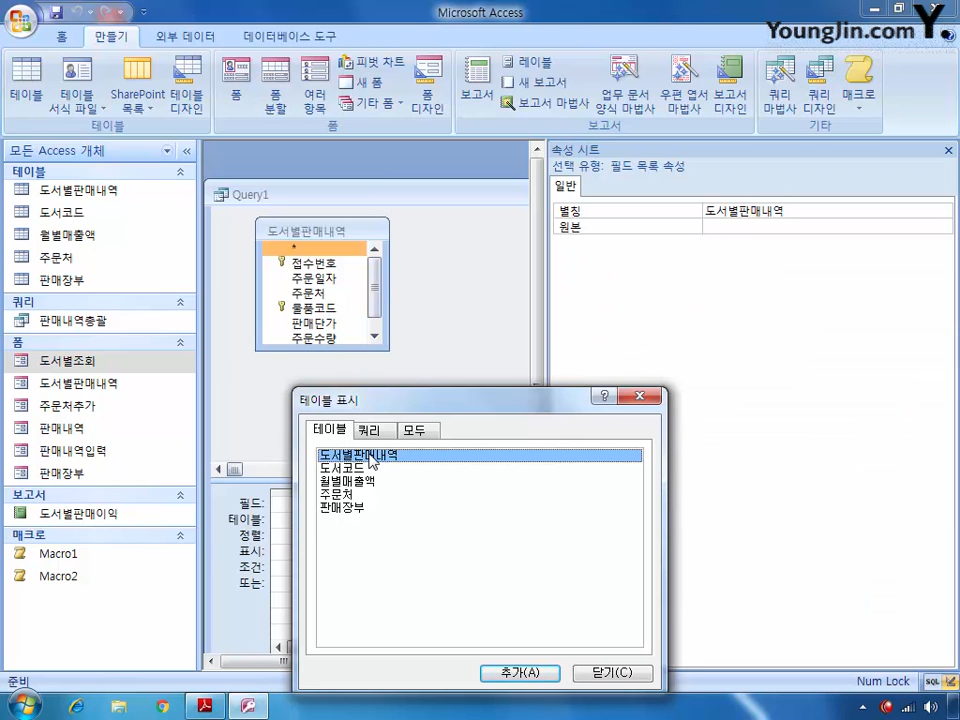 Microsoft Access
YoungJin.com Y.
홈 만들기 외부 데이터 데이터베이스 도구
테이블
테이블 서식 파일
SharePoint 목록
테이블 디자인
테이블
폼
폼 분할
여러 항목
피벗 차트
새 폼
기타 폼
폼 디자인
폼
보고서
레이블
새 보고서
보고서 마법사
업무 문서 양식 마법사
우편 엽서 마법사
보고서 디자인
보고서
쿼리 마법사
쿼리 디자인
매크로
기타
모든 Access 개체
테이블
도서별판매내역
도서코드
월별매출액
주문처
판매장부
쿼리
판매내역총괄
폼
도서별조회
도서별판매내역
주문처추가
판매내역
판매내역입력
판매장부
보고서
도서별판매이익
매크로
Macro1
Macro2
Query1
도서별판매내역
*
접수번호
주문일자
주문처
물품코드
판매단가
주문수량
필드:
테이블:
정렬:
표시:
조건:
또는:
테이블 표시
테이블 쿼리 모두
도서별판매내역
도서코드
월별매출액
주문처
판매장부
추가(A) 닫기(C)
속성 시트
선택 유형: 필드 목록 속성
일반
별칭 도서별판매내역
원본
준비
Num Lock
SQL